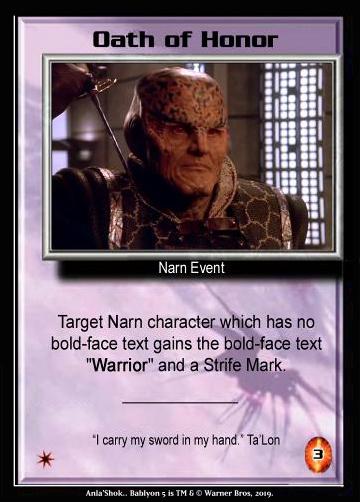 Oath of Honor
Narn Event
Target Narn character which has no
bold-face text gains the bold-face text
"Warrior" and a Strife Mark.
“I carry my sword in my hand.” Ta’Lon
3
Anla'Shok.. Bablyon 5 is TM & © Warner Bros, 2019.